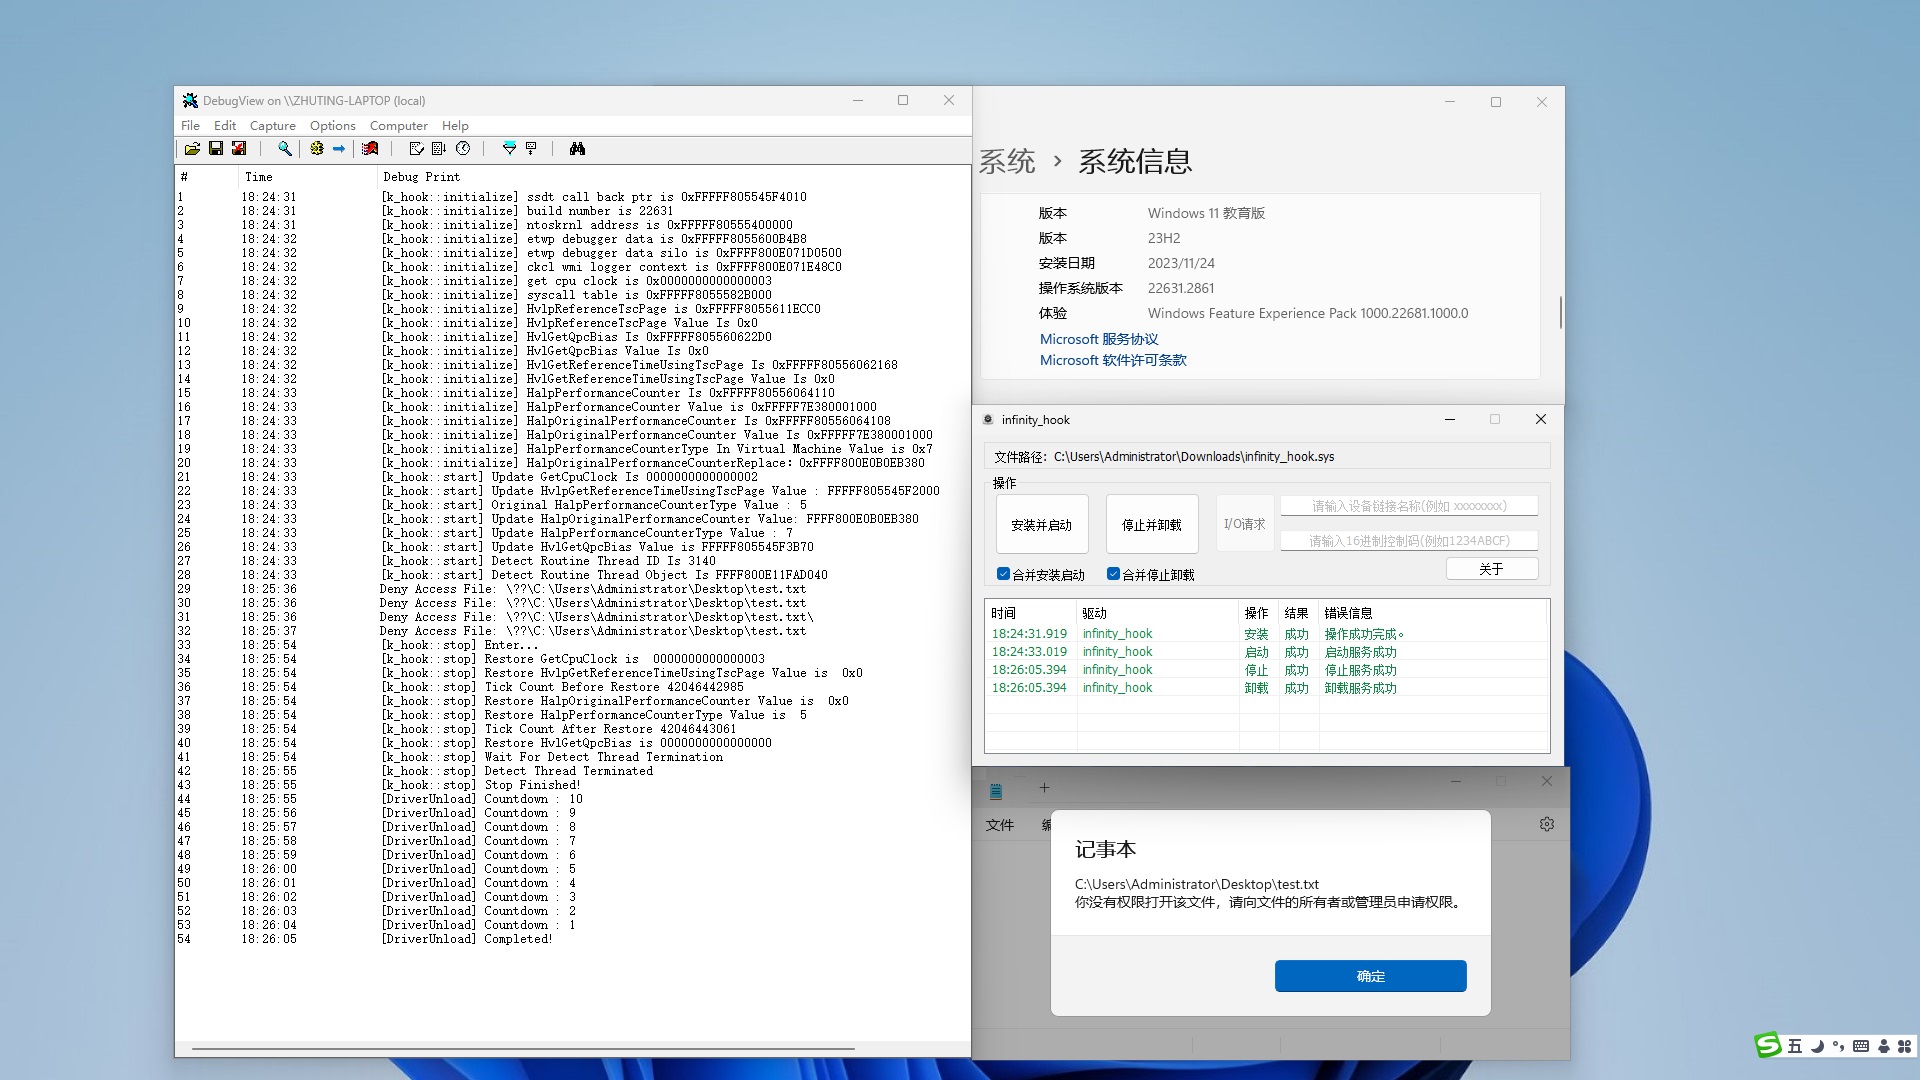 DebugView on \\ZHUTING-LAPTOP (local)
File Edit Capture Options Computer Help
# Time Debug Print
1 18:24:31 [k_hook::initialize] ssdt call back ptr is 0xFFFFF805545F4010
2 18:24:31 [k_hook::initialize] build number is 22631
3 18:24:31 [k_hook::initialize] ntoskrnl address is 0xFFFFF80555400000
4 18:24:32 [k_hook::initialize] etwp debugger data is 0xFFFFF8055600B4B8
5 18:24:32 [k_hook::initialize] etwp debugger data silo is 0xFFFF800E071D0500
6 18:24:32 [k_hook::initialize] ckcl wmi logger context is 0xFFFF800E071E48C0
7 18:24:32 [k_hook::initialize] get cpu clock is 0x0000000000000003
8 18:24:32 [k_hook::initialize] syscall table is 0xFFFFF8055582B000
9 18:24:32 [k_hook::initialize] HvlpReferenceTscPage is 0xFFFFF8055611ECC0
10 18:24:32 [k_hook::initialize] HvlpReferenceTscPage Value Is 0x0
11 18:24:32 [k_hook::initialize] HvlGetQpcBias Is 0xFFFFF805560622D0
12 18:24:32 [k_hook::initialize] HvlGetQpcBias Value Is 0x0
13 18:24:32 [k_hook::initialize] HvlGetReferenceTimeUsingTscPage Is 0xFFFFF80556062168
14 18:24:32 [k_hook::initialize] HvlGetReferenceTimeUsingTscPage Value Is 0x0
15 18:24:33 [k_hook::initialize] HalpPerformanceCounter Is 0xFFFFF80556064110
16 18:24:33 [k_hook::initialize] HalpPerformanceCounter Value is 0xFFFFF7E380001000
17 18:24:33 [k_hook::initialize] HalpOriginalPerformanceCounter Is 0xFFFFF80556064108
18 18:24:33 [k_hook::initialize] HalpOriginalPerformanceCounter Value Is 0xFFFFF7E380001000
19 18:24:33 [k_hook::initialize] HalpPerformanceCounterType In Virtual Machine Value is 0x7
20 18:24:33 [k_hook::initialize] HalpOriginalPerformanceCounterReplace：0xFFFF800E0B0EB380
21 18:24:33 [k_hook::start] Update GetCpuClock Is 0000000000000002
22 18:24:33 [k_hook::start] Update HvlpGetReferenceTimeUsingTscPage Value : FFFFF805545F2000
23 18:24:33 [k_hook::start] Original HalpPerformanceCounterType Value : 5
24 18:24:33 [k_hook::start] Update HalpOriginalPerformanceCounter Value: FFFF800E0B0EB380
25 18:24:33 [k_hook::start] Update HalpPerformanceCounterType Value : 7
26 18:24:33 [k_hook::start] Update HvlGetQpcBias Value is FFFFF805545F3B70
27 18:24:33 [k_hook::start] Detect Routine Thread ID Is 3140
28 18:24:33 [k_hook::start] Detect Routine Thread Object Is FFFF800E11FAD040
29 18:25:36 Deny Access File: \??\C:\Users\Administrator\Desktop\test.txt
30 18:25:36 Deny Access File: \??\C:\Users\Administrator\Desktop\test.txt
31 18:25:36 Deny Access File: \??\C:\Users\Administrator\Desktop\test.txt\
32 18:25:37 Deny Access File: \??\C:\Users\Administrator\Desktop\test.txt
33 18:25:54 [k_hook::stop] Enter...
34 18:25:54 [k_hook::stop] Restore GetCpuClock is 0000000000000003
35 18:25:54 [k_hook::stop] Restore HvlpGetReferenceTimeUsingTscPage Value is 0x0
36 18:25:54 [k_hook::stop] Tick Count Before Restore 42046442985
37 18:25:54 [k_hook::stop] Restore HalpOriginalPerformanceCounter Value is 0x0
38 18:25:54 [k_hook::stop] Restore HalpPerformanceCounterType Value is 5
39 18:25:54 [k_hook::stop] Tick Count After Restore 42046443061
40 18:25:54 [k_hook::stop] Restore HvlGetQpcBias is 0000000000000000
41 18:25:54 [k_hook::stop] Wait For Detect Thread Termination
42 18:25:55 [k_hook::stop] Detect Thread Terminated
43 18:25:55 [k_hook::stop] Stop Finished!
44 18:25:55 [DriverUnload] Countdown : 10
45 18:25:56 [DriverUnload] Countdown : 9
46 18:25:57 [DriverUnload] Countdown : 8
47 18:25:58 [DriverUnload] Countdown : 7
48 18:25:59 [DriverUnload] Countdown : 6
49 18:26:00 [DriverUnload] Countdown : 5
50 18:26:01 [DriverUnload] Countdown : 4
51 18:26:02 [DriverUnload] Countdown : 3
52 18:26:03 [DriverUnload] Countdown : 2
53 18:26:04 [DriverUnload] Countdown : 1
54 18:26:05 [DriverUnload] Completed!
系统 › 系统信息
版本 Windows 11 教育版
版本 23H2
安装日期 2023/11/24
操作系统版本 22631.2861
体验 Windows Feature Experience Pack 1000.22681.1000.0
Microsoft 服务协议
Microsoft 软件许可条款
infinity_hook
文件路径： C:\Users\Administrator\Downloads\infinity_hook.sys
操作
安装并启动 停止并卸载 I/O请求 请输入设备链接名称(例如 xxxxxxxx)
请输入16进制控制码(例如1234ABCF)
合并安装启动 合并停止卸载 关于
时间 驱动 操作 结果 错误信息
18:24:31.919 infinity_hook 安装 成功 操作成功完成。
18:24:33.019 infinity_hook 启动 成功 启动服务成功
18:26:05.394 infinity_hook 停止 成功 停止服务成功
18:26:05.394 infinity_hook 卸载 成功 卸载服务成功
文件 编
记事本
C:\Users\Administrator\Desktop\test.txt
你没有权限打开该文件，请向文件的所有者或管理员申请权限。
确定
S 五